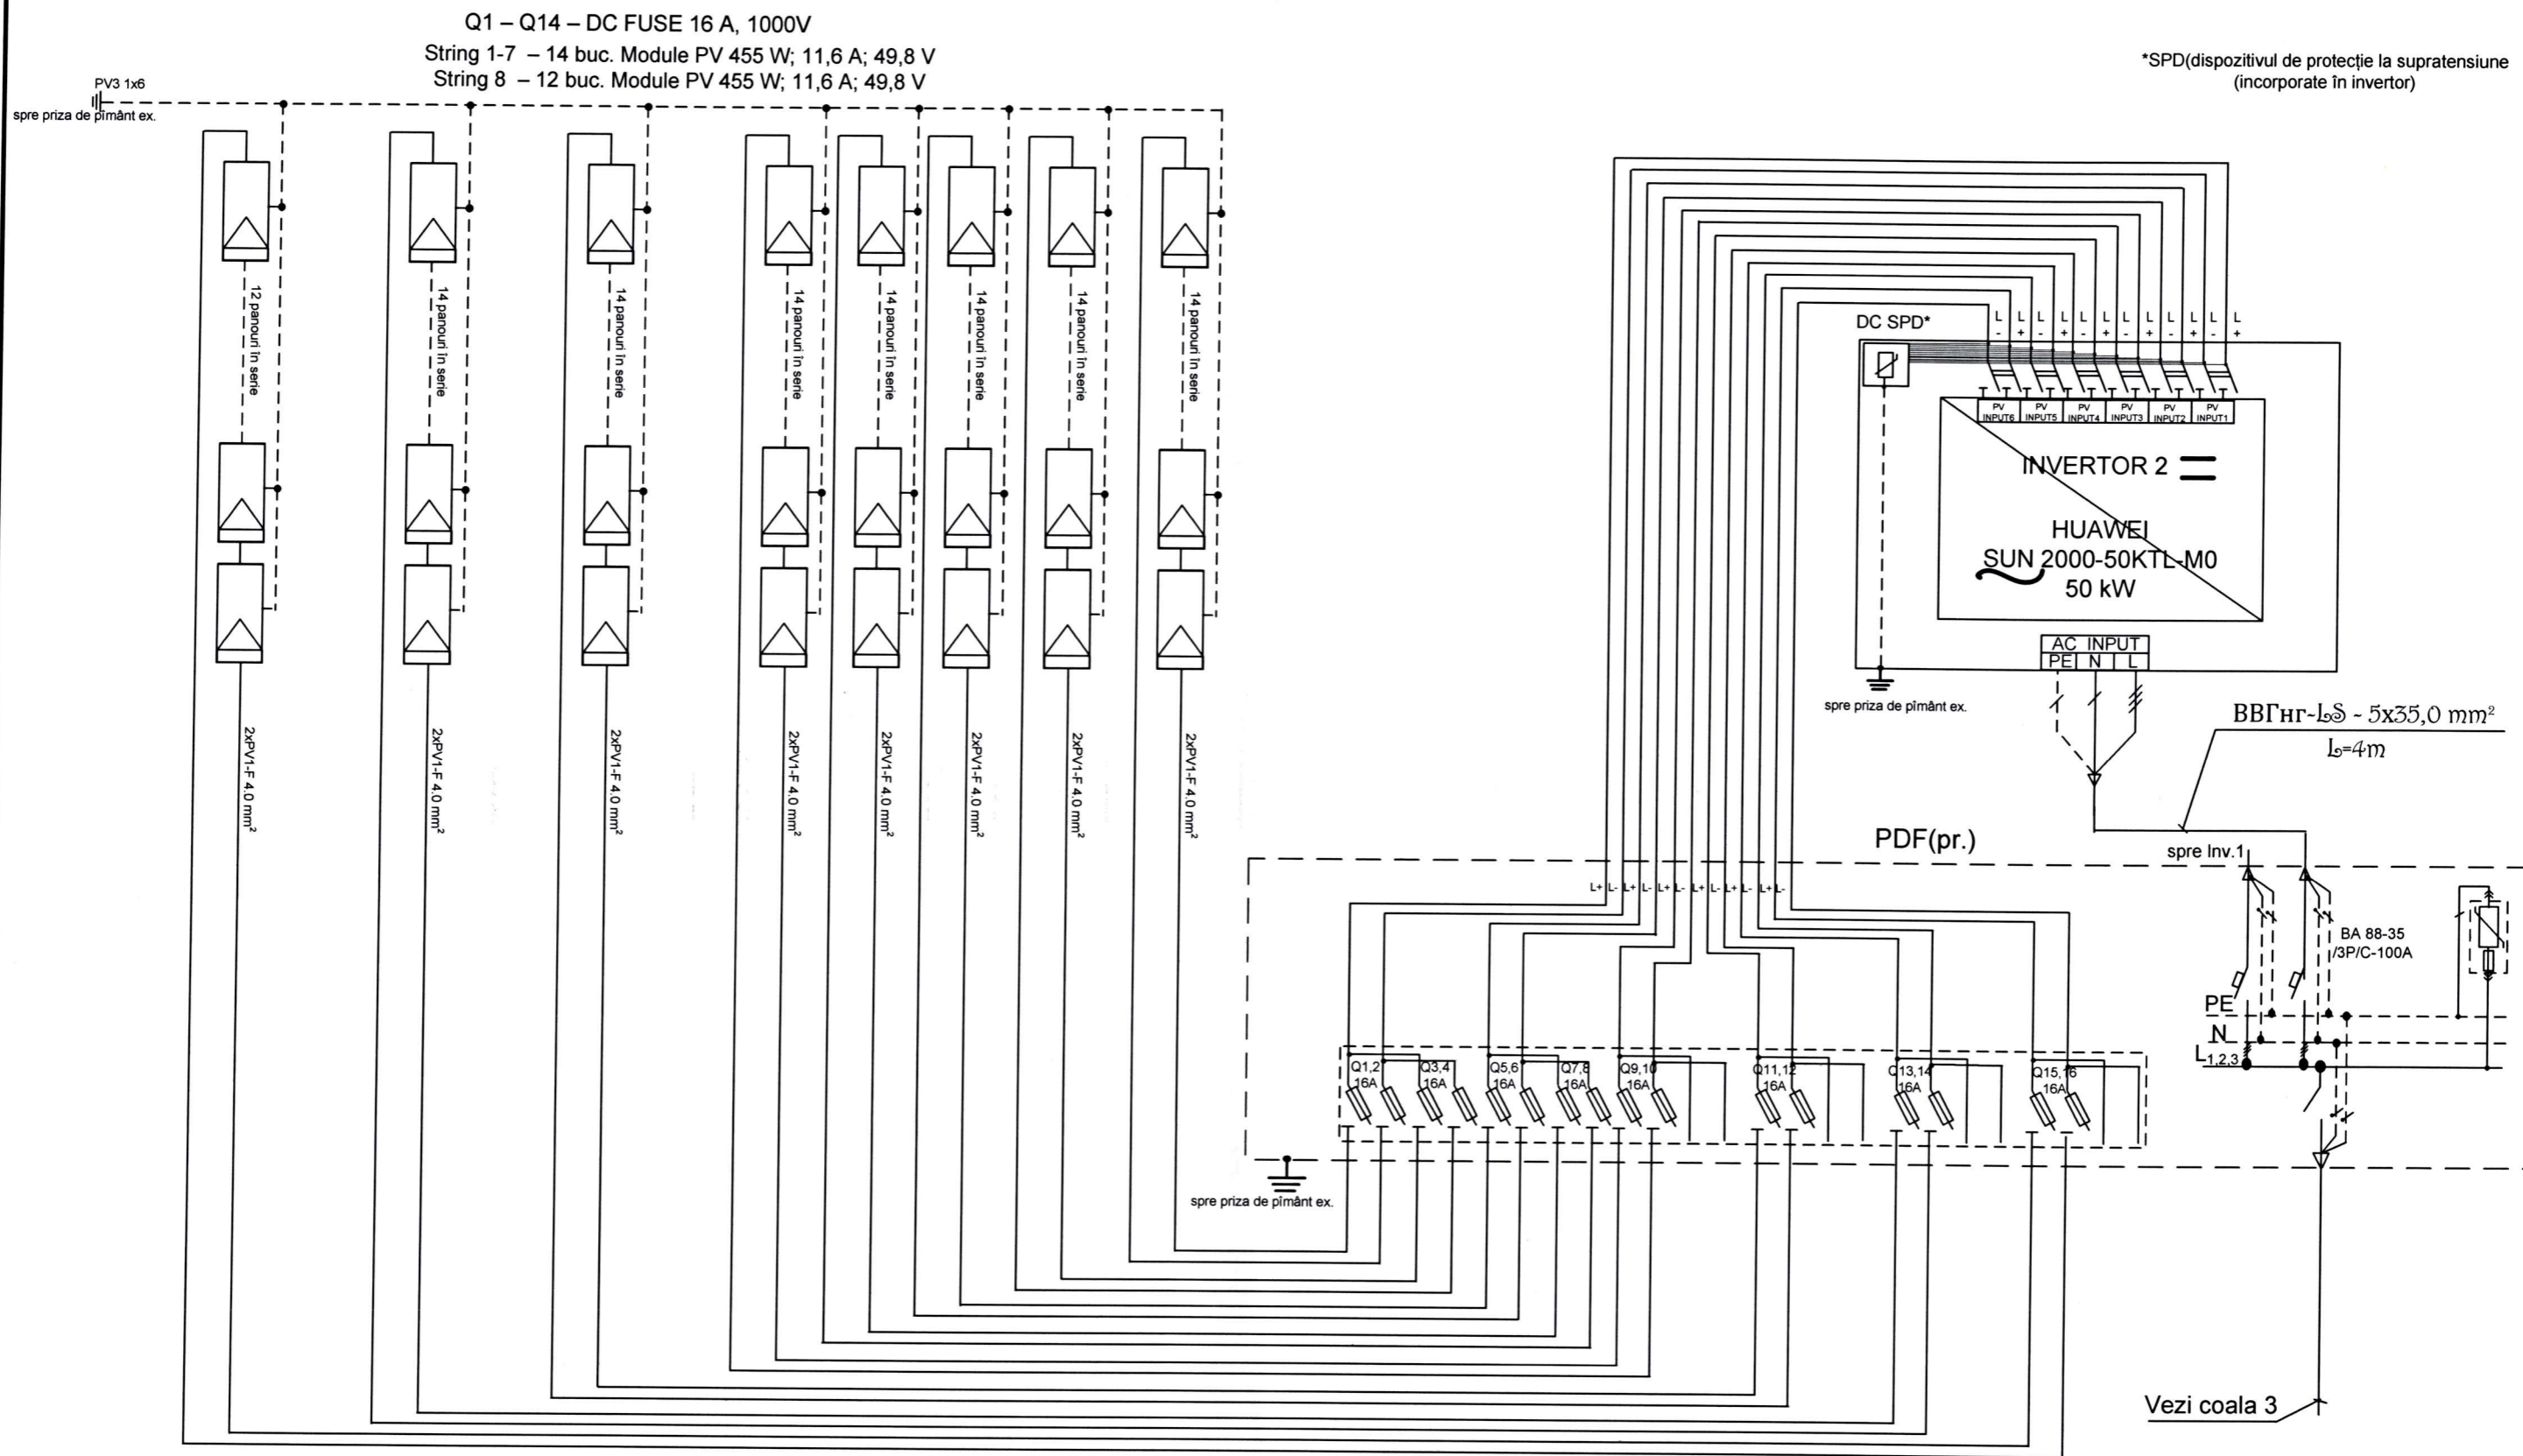 Q1 – Q14 – DC FUSE 16 A, 1000V
String 1-7 – 14 buc. Module PV 455 W; 11,6 A; 49,8 V
String 8 – 12 buc. Module PV 455 W; 11,6 A; 49,8 V
*SPD(dispozitivul de protecție la supratensiune
(incorporate în invertor)
PV3 1x6
spre priza de pîmânt ex.
12 panouri în serie
14 panouri în serie
14 panouri în serie
14 panouri în serie
14 panouri în serie
14 panouri în serie
14 panouri în serie
14 panouri în serie
2xPV1-F 4.0 mm²
2xPV1-F 4.0 mm²
2xPV1-F 4.0 mm²
2xPV1-F 4.0 mm²
2xPV1-F 4.0 mm²
2xPV1-F 4.0 mm²
2xPV1-F 4.0 mm²
2xPV1-F 4.0 mm²
DC SPD*
L L L L L L L L L L L L
- + - + - + - + - + - +
PV INPUT6
PV INPUT5
PV INPUT4
PV INPUT3
PV INPUT2
PV INPUT1
INVERTOR 2
HUAWEI
SUN 2000-50KTL-M0
50 kW
AC INPUT
PE N L
spre priza de pîmânt ex.
ВВГнг-LS - 5x35,0 mm²
L=4m
PDF(pr.)
spre Inv.1
L+ L- L+ L- L+ L- L+ L- L+ L- L+ L-
BA 88-35
/3P/C-100A
PE
N
L1,2,3
Q1,2 16A
Q3,4 16A
Q5,6 16A
Q7,8 16A
Q9,10 16A
Q11,12 16A
Q13,14 16A
Q15,16 16A
spre priza de pîmânt ex.
Vezi coala 3